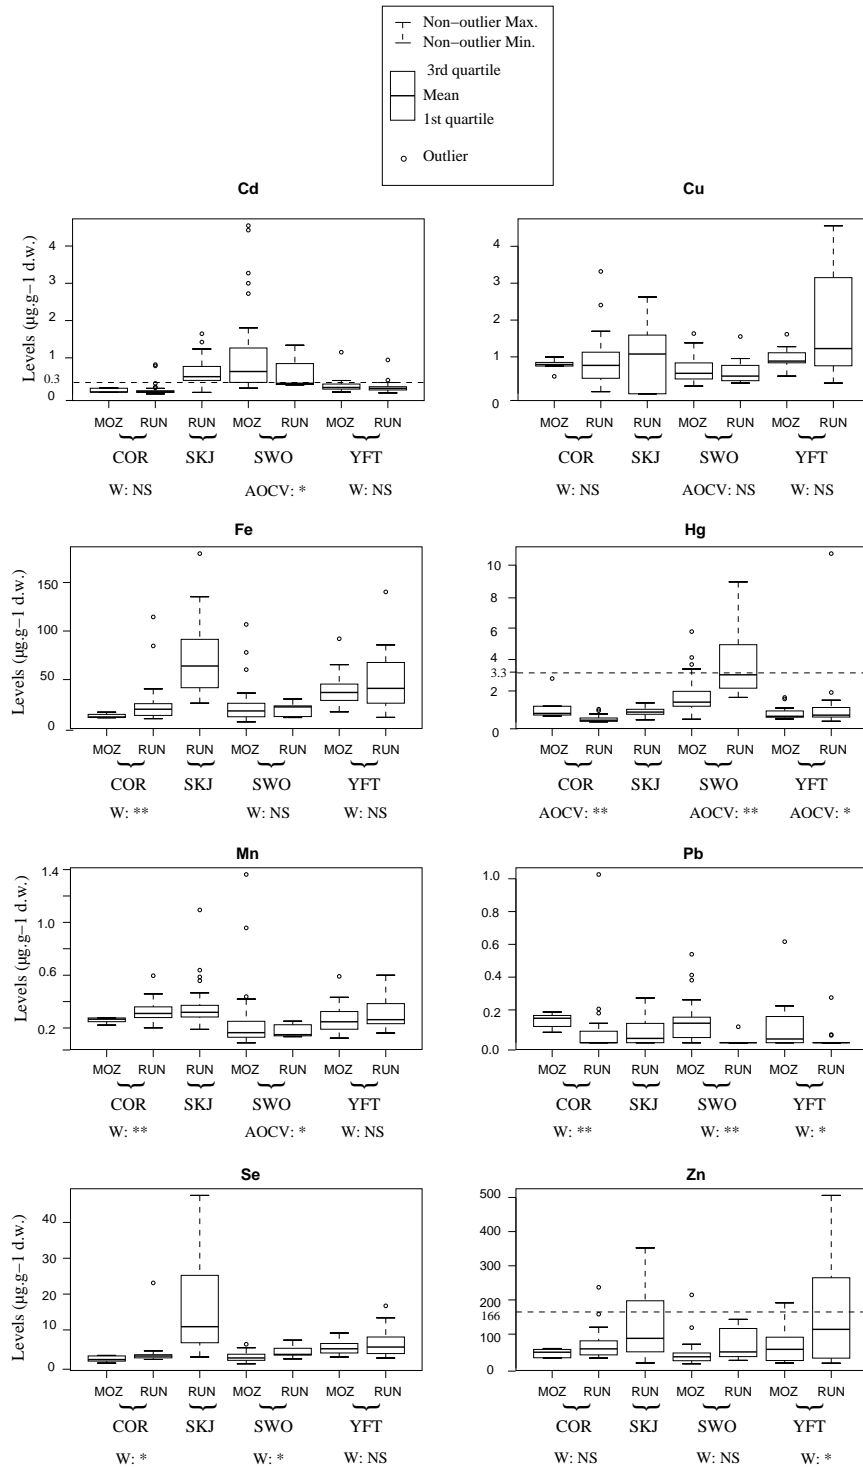 Non−outlier Max.
Non−outlier Min.
3rd quartile
Mean
1st quartile
Outlier
Cd
Levels (µg.g−1 d.w.)
4
3
2
1
0.3
0
MOZ RUN RUN MOZ RUN MOZ RUN
COR SKJ SWO YFT
W: NS AOCV: * W: NS
Cu
4
3
2
1
0
MOZ RUN RUN MOZ RUN MOZ RUN
COR SKJ SWO YFT
W: NS AOCV: NS W: NS
Fe
Levels (µg.g−1 d.w.)
150
100
50
0
MOZ RUN RUN MOZ RUN MOZ RUN
COR SKJ SWO YFT
W: ** W: NS W: NS
Hg
10
8
6
4
3.3
2
0
MOZ RUN RUN MOZ RUN MOZ RUN
COR SKJ SWO YFT
AOCV: ** AOCV: ** AOCV: *
Mn
Levels (µg.g−1 d.w.)
1.4
1.0
0.6
0.2
MOZ RUN RUN MOZ RUN MOZ RUN
COR SKJ SWO YFT
W: ** AOCV: * W: NS
Pb
1.0
0.8
0.6
0.4
0.2
0.0
MOZ RUN RUN MOZ RUN MOZ RUN
COR SKJ SWO YFT
W: ** W: ** W: *
Se
Levels (µg.g−1 d.w.)
40
30
20
10
0
MOZ RUN RUN MOZ RUN MOZ RUN
COR SKJ SWO YFT
W: * W: * W: NS
Zn
500
400
300
200
166
100
0
MOZ RUN RUN MOZ RUN MOZ RUN
COR SKJ SWO YFT
W: NS W: NS W: *